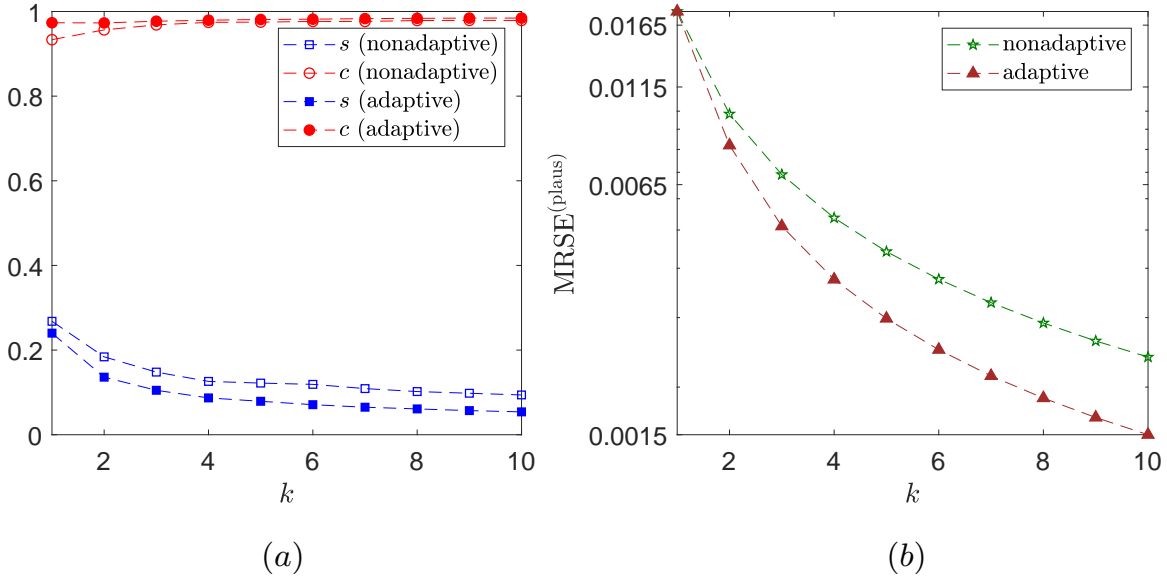 1
0.8
0.6
0.4
0.2
0
2 4 6 8 10
k
s (nonadaptive)
c (nonadaptive)
s (adaptive)
c (adaptive)
(a)
MRSE(plaus)
0.0165
0.0115
0.0065
0.0015
2 4 6 8 10
k
nonadaptive
adaptive
(b)